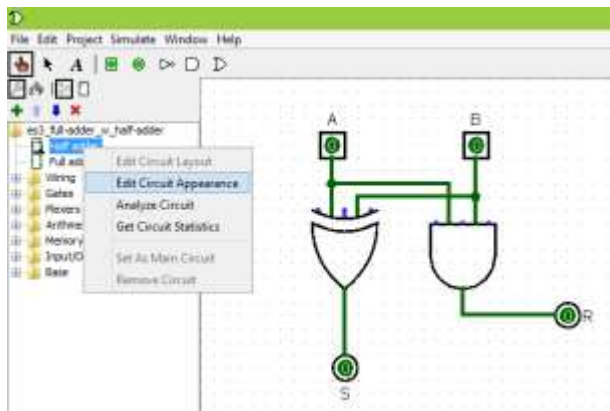 File Edit Project Simulate Window Help
A
es3_full-adder_w_half-adder
Half adder
Full ad
Wiring
Gates
Plexers
Arithme
Memory
Input/O
Base
Edit Circuit Layout
Edit Circuit Appearance
Analyze Circuit
Get Circuit Statistics
Set As Main Circuit
Remove Circuit
A
B
R
S